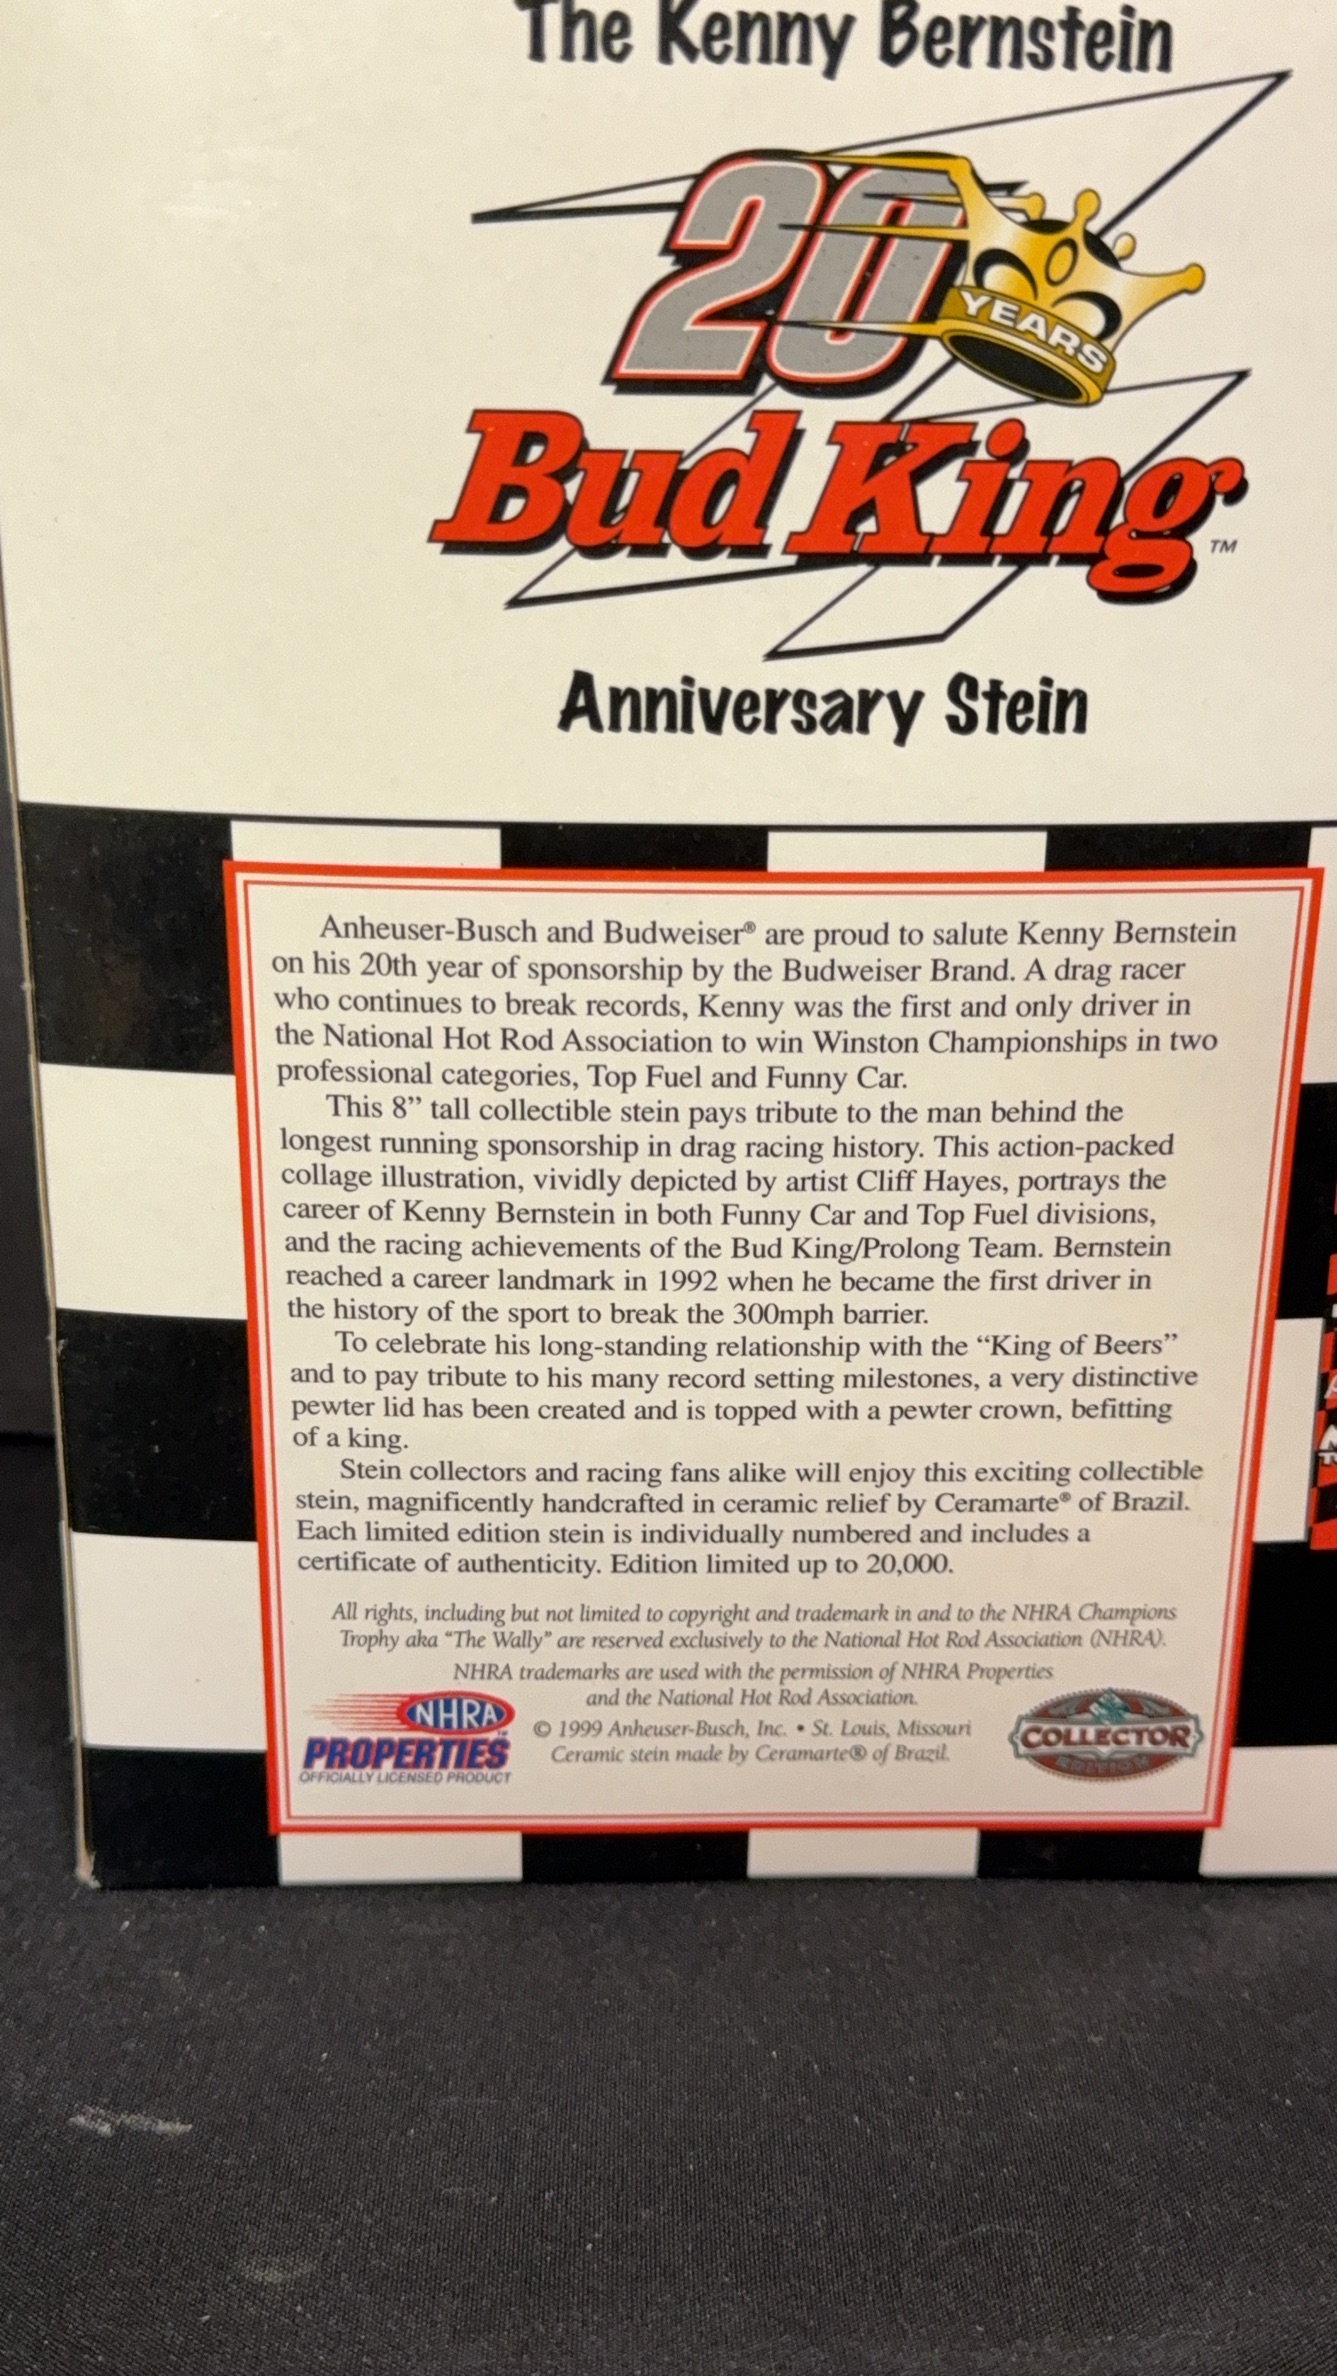 The Kenny Bernstein
20
YEARS
Bud King ™
Anniversary Stein
Anheuser-Busch and Budweiser® are proud to salute Kenny Bernstein
on his 20th year of sponsorship by the Budweiser Brand. A drag racer
who continues to break records, Kenny was the first and only driver in
the National Hot Rod Association to win Winston Championships in two
professional categories, Top Fuel and Funny Car.
This 8” tall collectible stein pays tribute to the man behind the
longest running sponsorship in drag racing history. This action-packed
collage illustration, vividly depicted by artist Cliff Hayes, portrays the
career of Kenny Bernstein in both Funny Car and Top Fuel divisions,
and the racing achievements of the Bud King/Prolong Team. Bernstein
reached a career landmark in 1992 when he became the first driver in
the history of the sport to break the 300mph barrier.
To celebrate his long-standing relationship with the “King of Beers”
and to pay tribute to his many record setting milestones, a very distinctive
pewter lid has been created and is topped with a pewter crown, befitting
of a king.
Stein collectors and racing fans alike will enjoy this exciting collectible
stein, magnificently handcrafted in ceramic relief by Ceramarte® of Brazil.
Each limited edition stein is individually numbered and includes a
certificate of authenticity. Edition limited up to 20,000.
All rights, including but not limited to copyright and trademark in and to the NHRA Champions
Trophy aka “The Wally” are reserved exclusively to the National Hot Rod Association (NHRA).
NHRA trademarks are used with the permission of NHRA Properties
and the National Hot Rod Association.
© 1999 Anheuser-Busch, Inc. • St. Louis, Missouri
Ceramic stein made by Ceramarte® of Brazil.
NHRA
PROPERTIES
OFFICIALLY LICENSED PRODUCT
COLLECTOR
EDITION